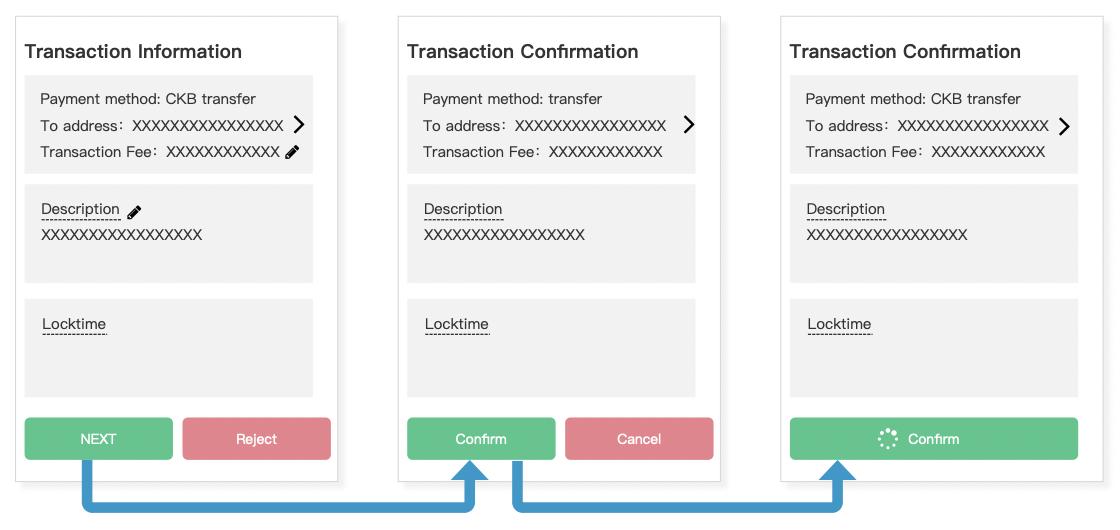 Transaction Information
Payment method: CKB transfer
To address: XXXXXXXXXXXXXXXX
Transaction Fee: XXXXXXXXXXXX
Description
XXXXXXXXXXXXXXXXX
Locktime
NEXT
Reject
Transaction Confirmation
Payment method: transfer
To address: XXXXXXXXXXXXXXXX
Transaction Fee: XXXXXXXXXXXX
Description
XXXXXXXXXXXXXXXXX
Locktime
Confirm
Cancel
Transaction Confirmation
Payment method: CKB transfer
To address: XXXXXXXXXXXXXXXX
Transaction Fee: XXXXXXXXXXXX
Description
XXXXXXXXXXXXXXXXX
Locktime
Confirm